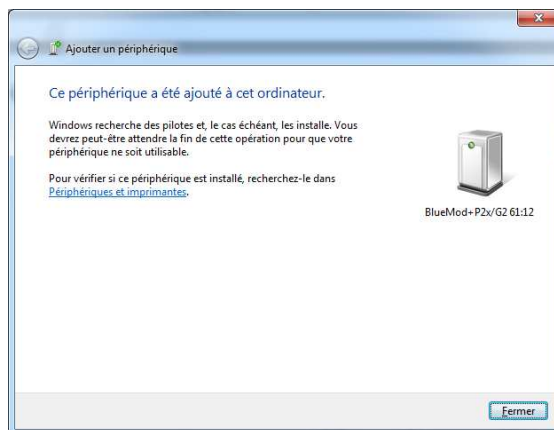 Ajouter un périphérique
Ce périphérique a été ajouté à cet ordinateur.
Windows recherche des pilotes et, le cas échéant, les installe. Vous
devrez peut-être attendre la fin de cette opération pour que votre
périphérique ne soit utilisable.
Pour vérifier si ce périphérique est installé, recherchez-le dans
Périphériques et imprimantes.
BlueMod+P2x/G2 61:12
Fermer